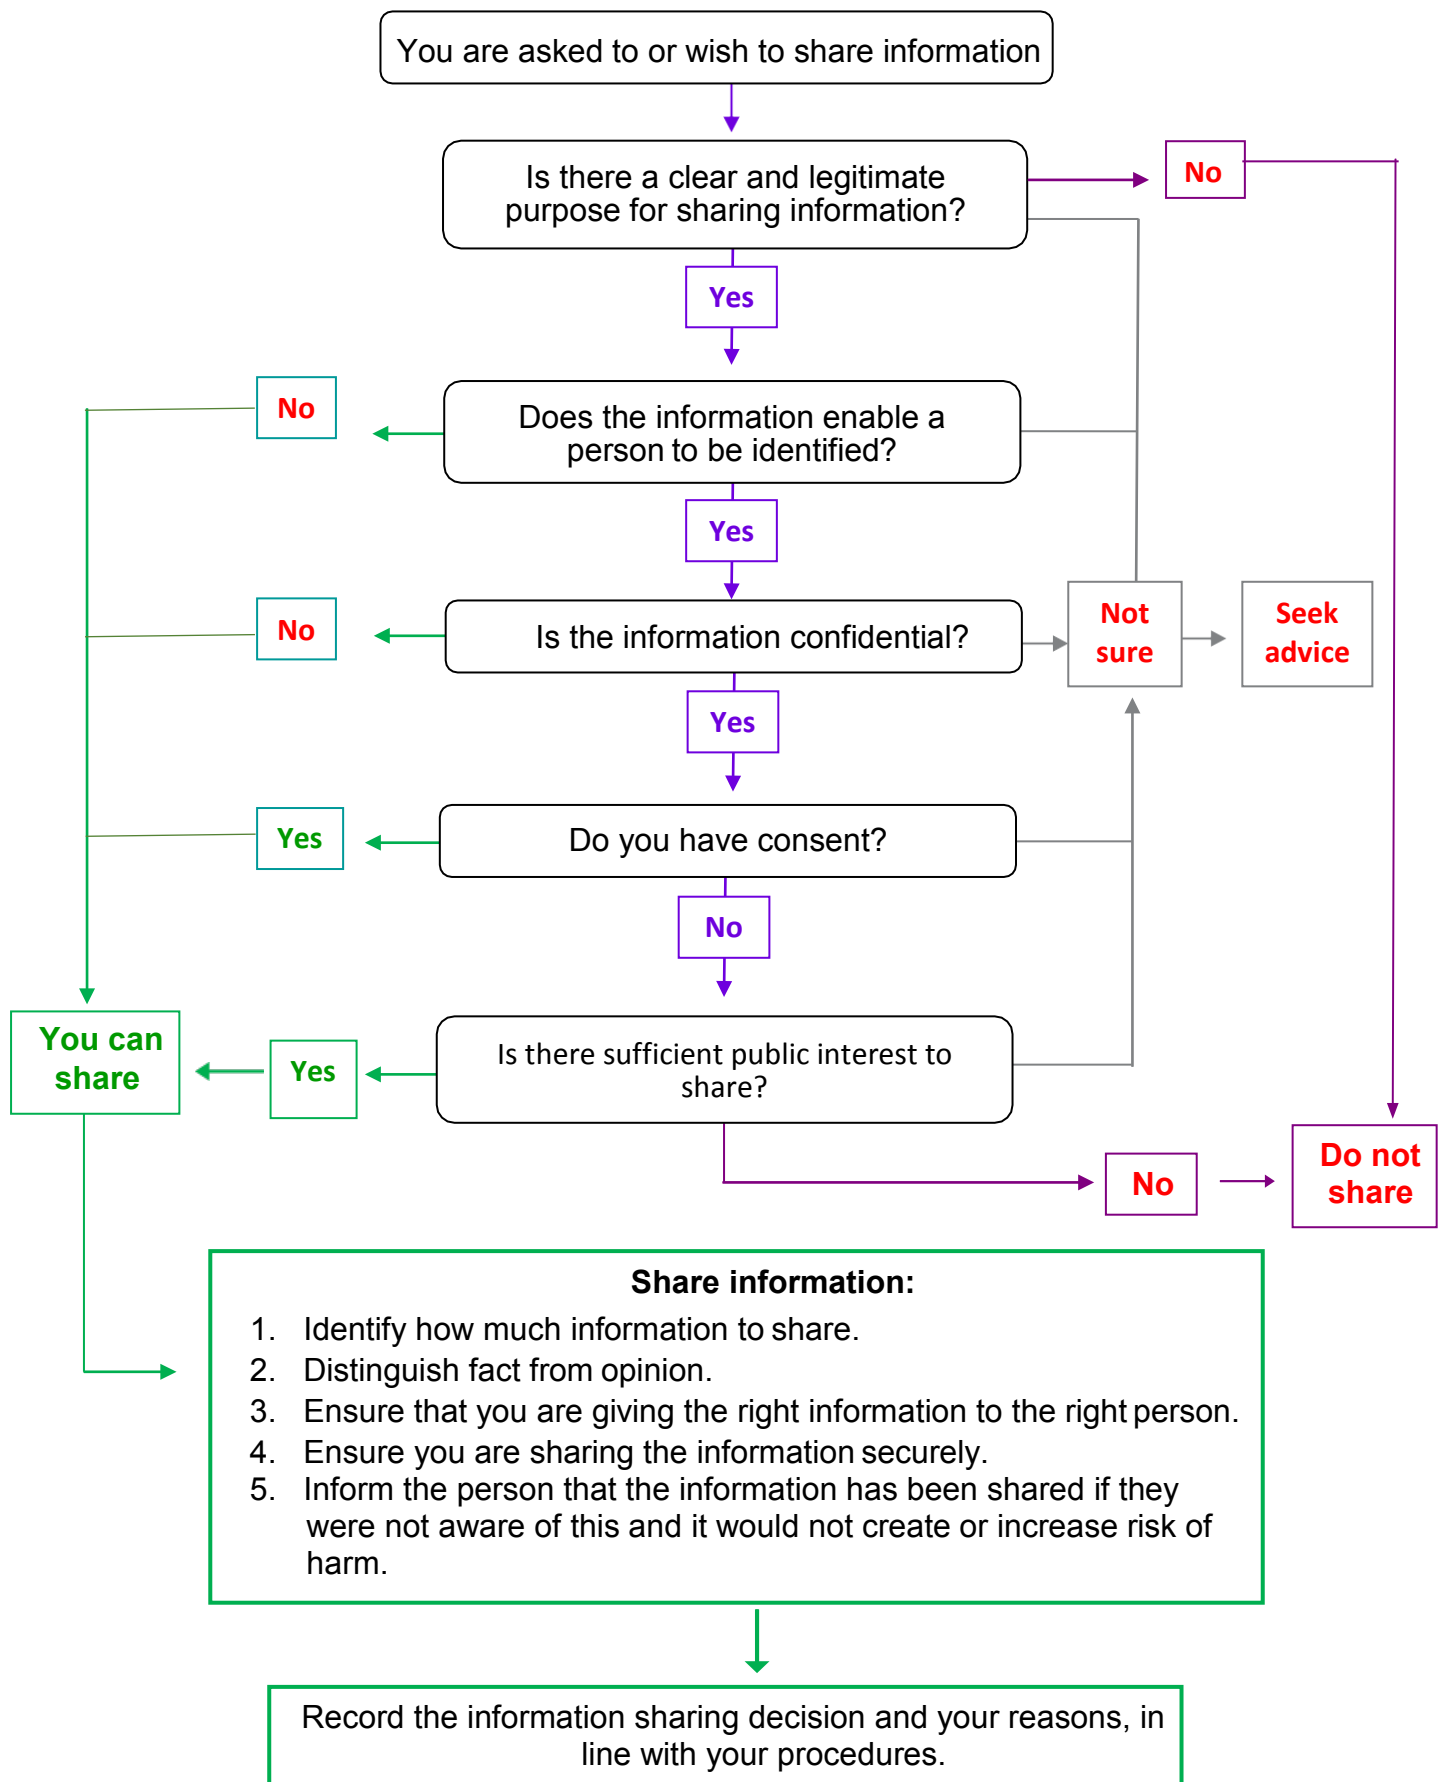 You are asked to or wish to share information
Is there a clear and legitimate
purpose for sharing information?
No
Yes
No
Does the information enable a
person to be identified?
Yes
No
Is the information confidential?
Not
sure
Seek
advice
Yes
Yes
Do you have consent?
No
You can
share
Yes
Is there sufficient public interest to
share?
No
Do not
share
Share information:
1. Identify how much information to share.
2. Distinguish fact from opinion.
3. Ensure that you are giving the right information to the right person.
4. Ensure you are sharing the information securely.
5. Inform the person that the information has been shared if they
were not aware of this and it would not create or increase risk of
harm.
Record the information sharing decision and your reasons, in
line with your procedures.